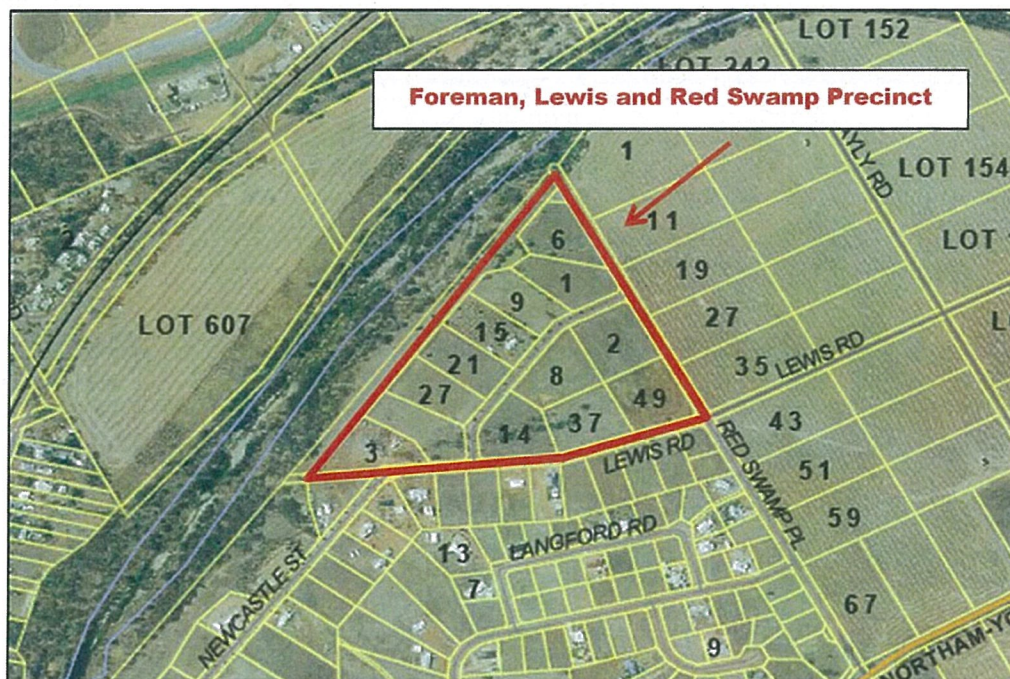 LOT 152
LOT 242
Foreman, Lewis and Red Swamp Precinct
1
LOT 154
11
2
6
LOT
19
1
9
27
LOT 607
15
2
35
LEWIS RD
21
8
27
49
37
43
14
3
LEWIS RD
RED SWAMP PL
51
59
13
LANGFORD RD
7
NEWCASTLE ST
67
9